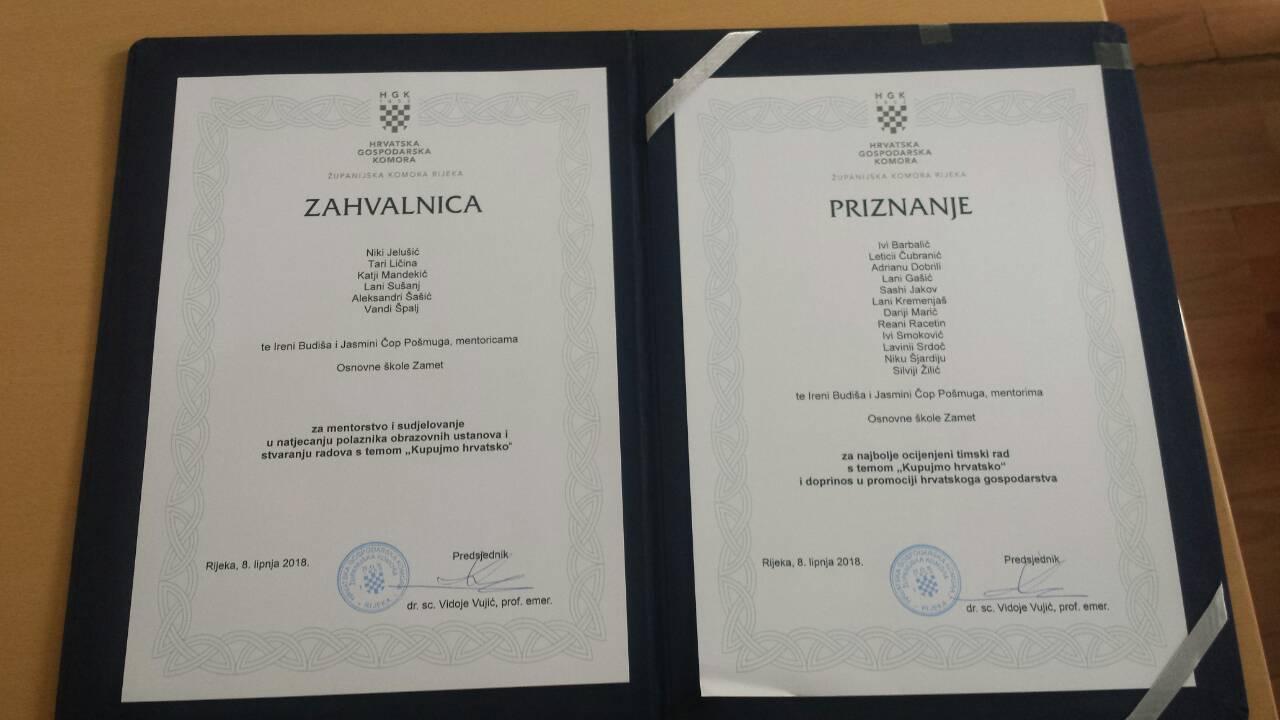 HGK
HRVATSKA
GOSPODARSKA
KOMORA
ŽUPANIJSKA KOMORA RIJEKA
ZAHVALNICA
Niki Jelušić
Tari Ličina
Katji Mandekić
Lani Sušanj
Aleksandri Šašić
Vandi Špalj
te Ireni Budiša i Jasmini Čop Pošmuga, mentoricama
Osnovne škole Zamet
za mentorstvo i sudjelovanje
u natjecanju polaznika obrazovnih ustanova i
stvaranju radova s temom „Kupujmo hrvatsko“
Rijeka, 8. lipnja 2018.
Predsjednik
dr. sc. Vidoje Vujić, prof. emer.
HGK
HRVATSKA
GOSPODARSKA
KOMORA
ŽUPANIJSKA KOMORA RIJEKA
PRIZNANJE
Ivi Barbalić
Leticii Čubranić
Adrianu Dobrili
Lani Gašić
Sashi Jakov
Lani Kremenjaš
Danji Marić
Reani Racetin
Ivi Smoković
Lavinii Srdoč
Niku Šjardiju
Silviji Žilić
te Ireni Budiša i Jasmini Čop Pošmuga, mentorima
Osnovne škole Zamet
za najbolje ocijenjeni timski rad
s temom „Kupujmo hrvatsko“
i doprinos u promociji hrvatskoga gospodarstva
Rijeka, 8. lipnja 2018.
Predsjednik
dr. sc. Vidoje Vujić, prof. emer.